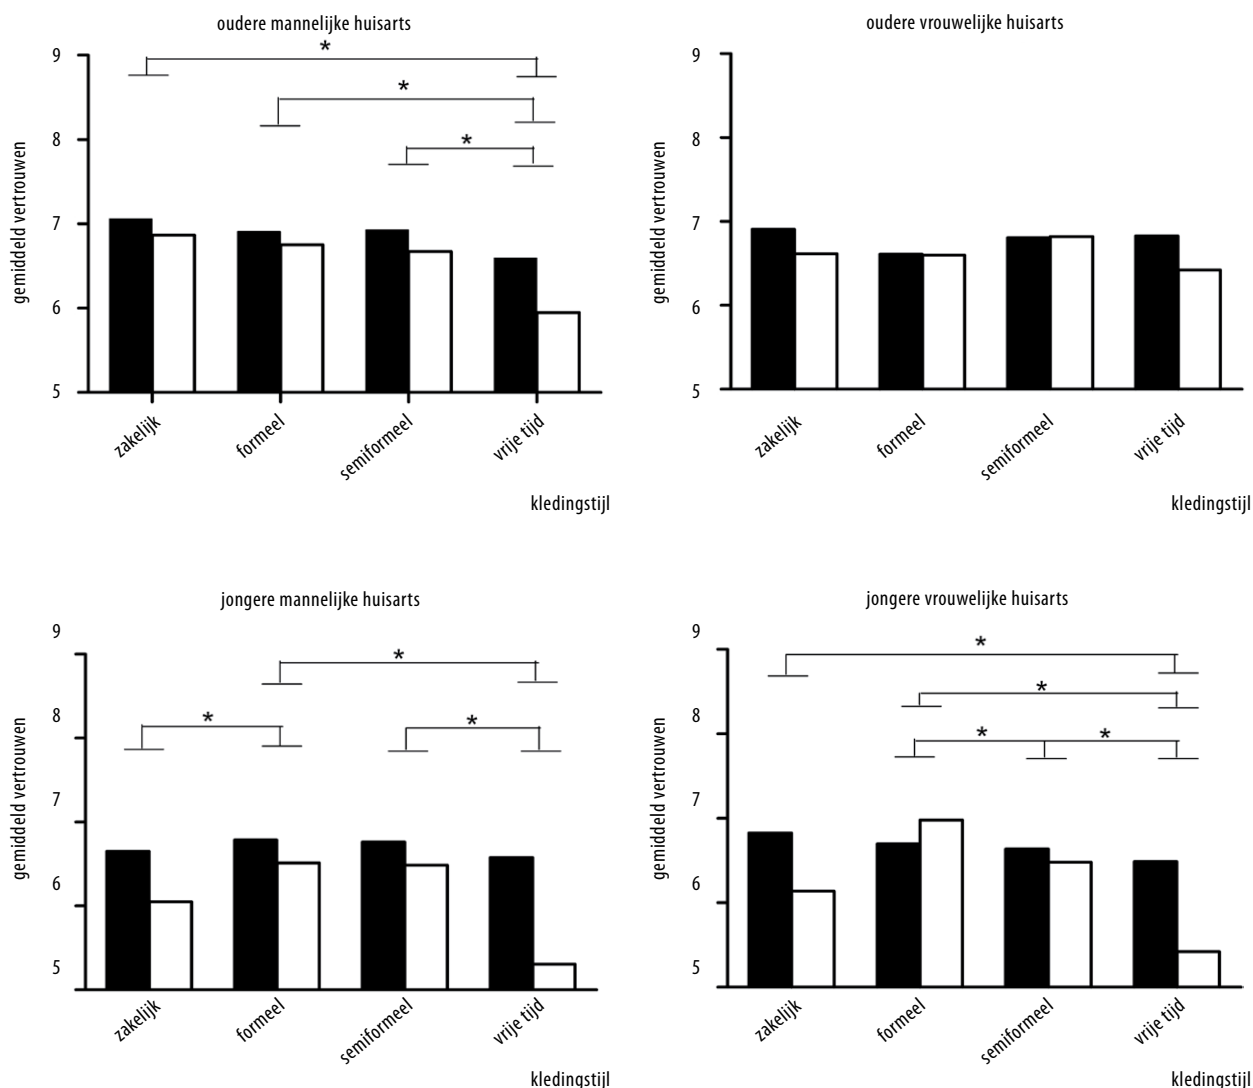 oudere mannelijke huisarts
gemiddeld vertrouwen
9
8
7
6
5
*
*
*
zakelijk
formeel
semiformeel
vrije tijd
kledingstijl
oudere vrouwelijke huisarts
gemiddeld vertrouwen
9
8
7
6
5
zakelijk
formeel
semiformeel
vrije tijd
kledingstijl
jongere mannelijke huisarts
gemiddeld vertrouwen
9
8
7
6
5
*
*
*
zakelijk
formeel
semiformeel
vrije tijd
kledingstijl
jongere vrouwelijke huisarts
gemiddeld vertrouwen
9
8
7
6
5
*
*
*
*
zakelijk
formeel
semiformeel
vrije tijd
kledingstijl